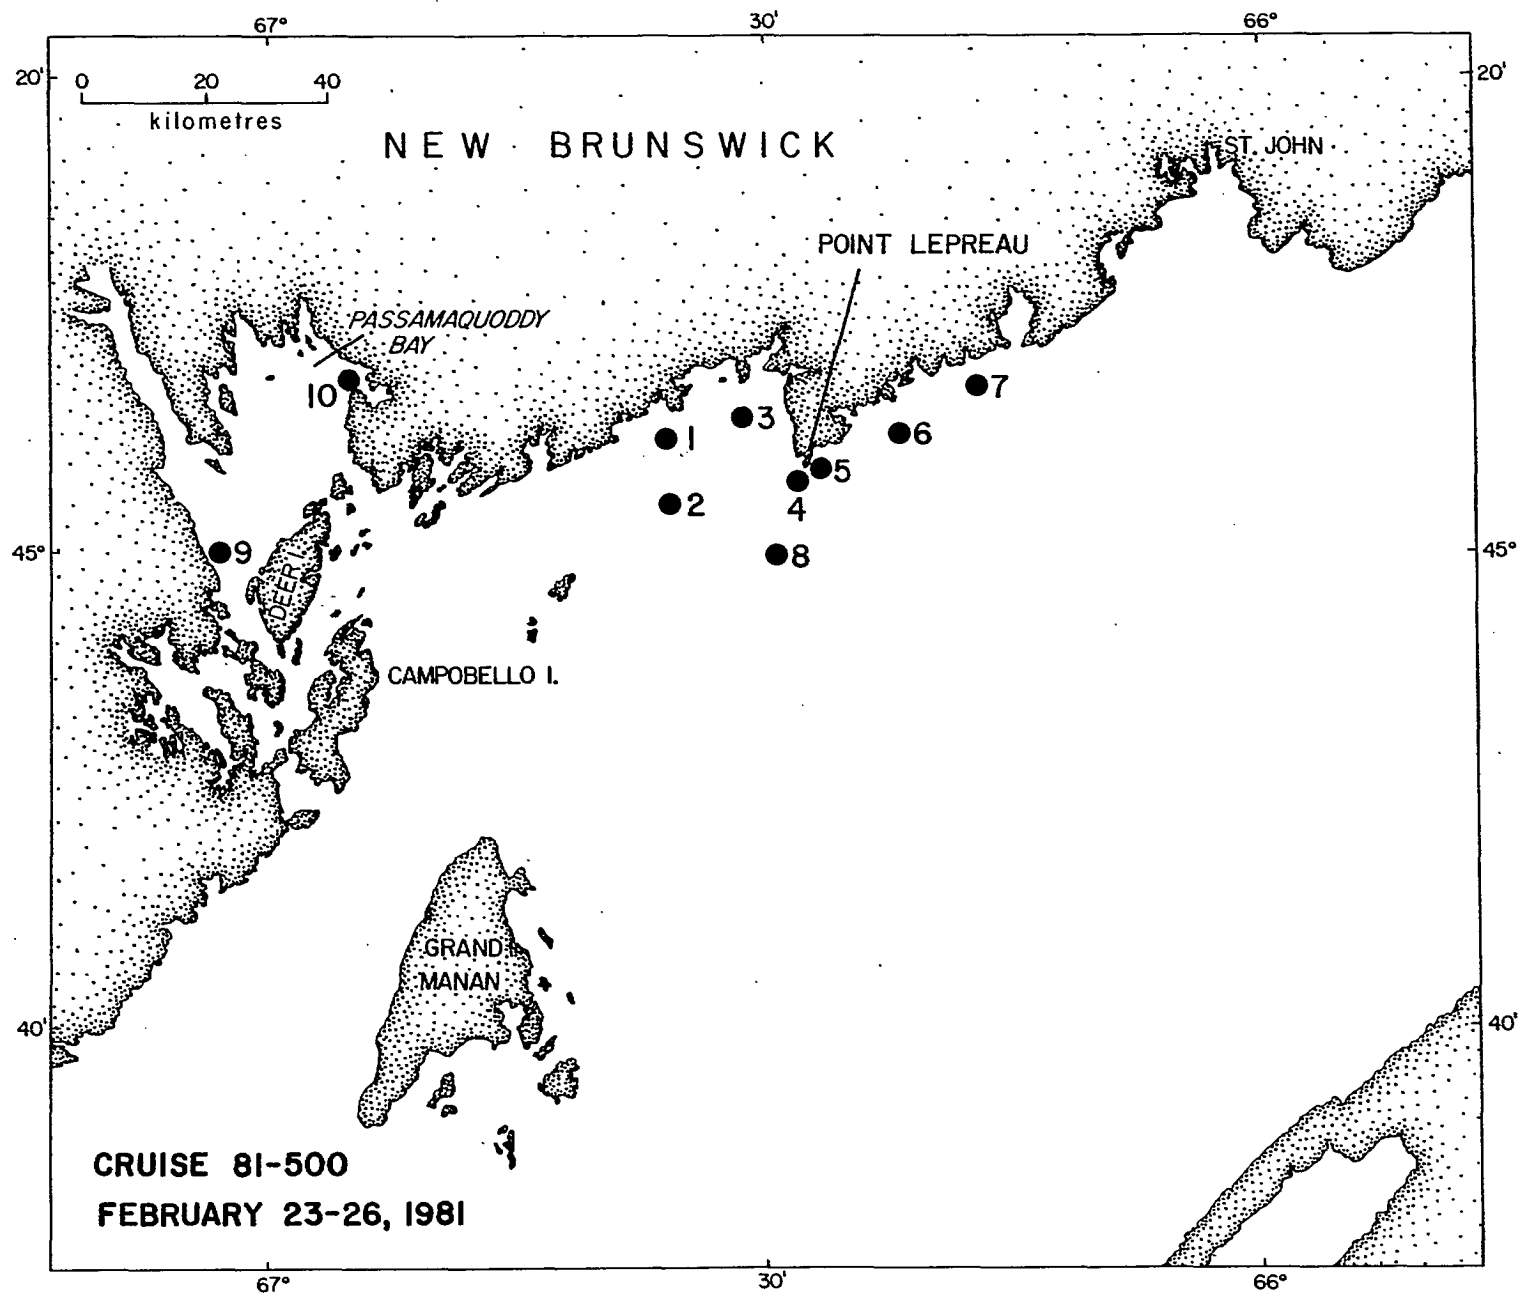 67° 30' 66°
20' 0 20 40 20'
kilometres
NEW BRUNSWICK
ST. JOHN
POINT LEPREAU
PASSAMAQUODDY
BAY
10
7
3
1
6
5
2
4
45° 9 8 45°
DEER I.
CAMPOBELLO I.
GRAND
MANAN
40' 40'
CRUISE 81-500
FEBRUARY 23-26, 1981
67° 30' 66°